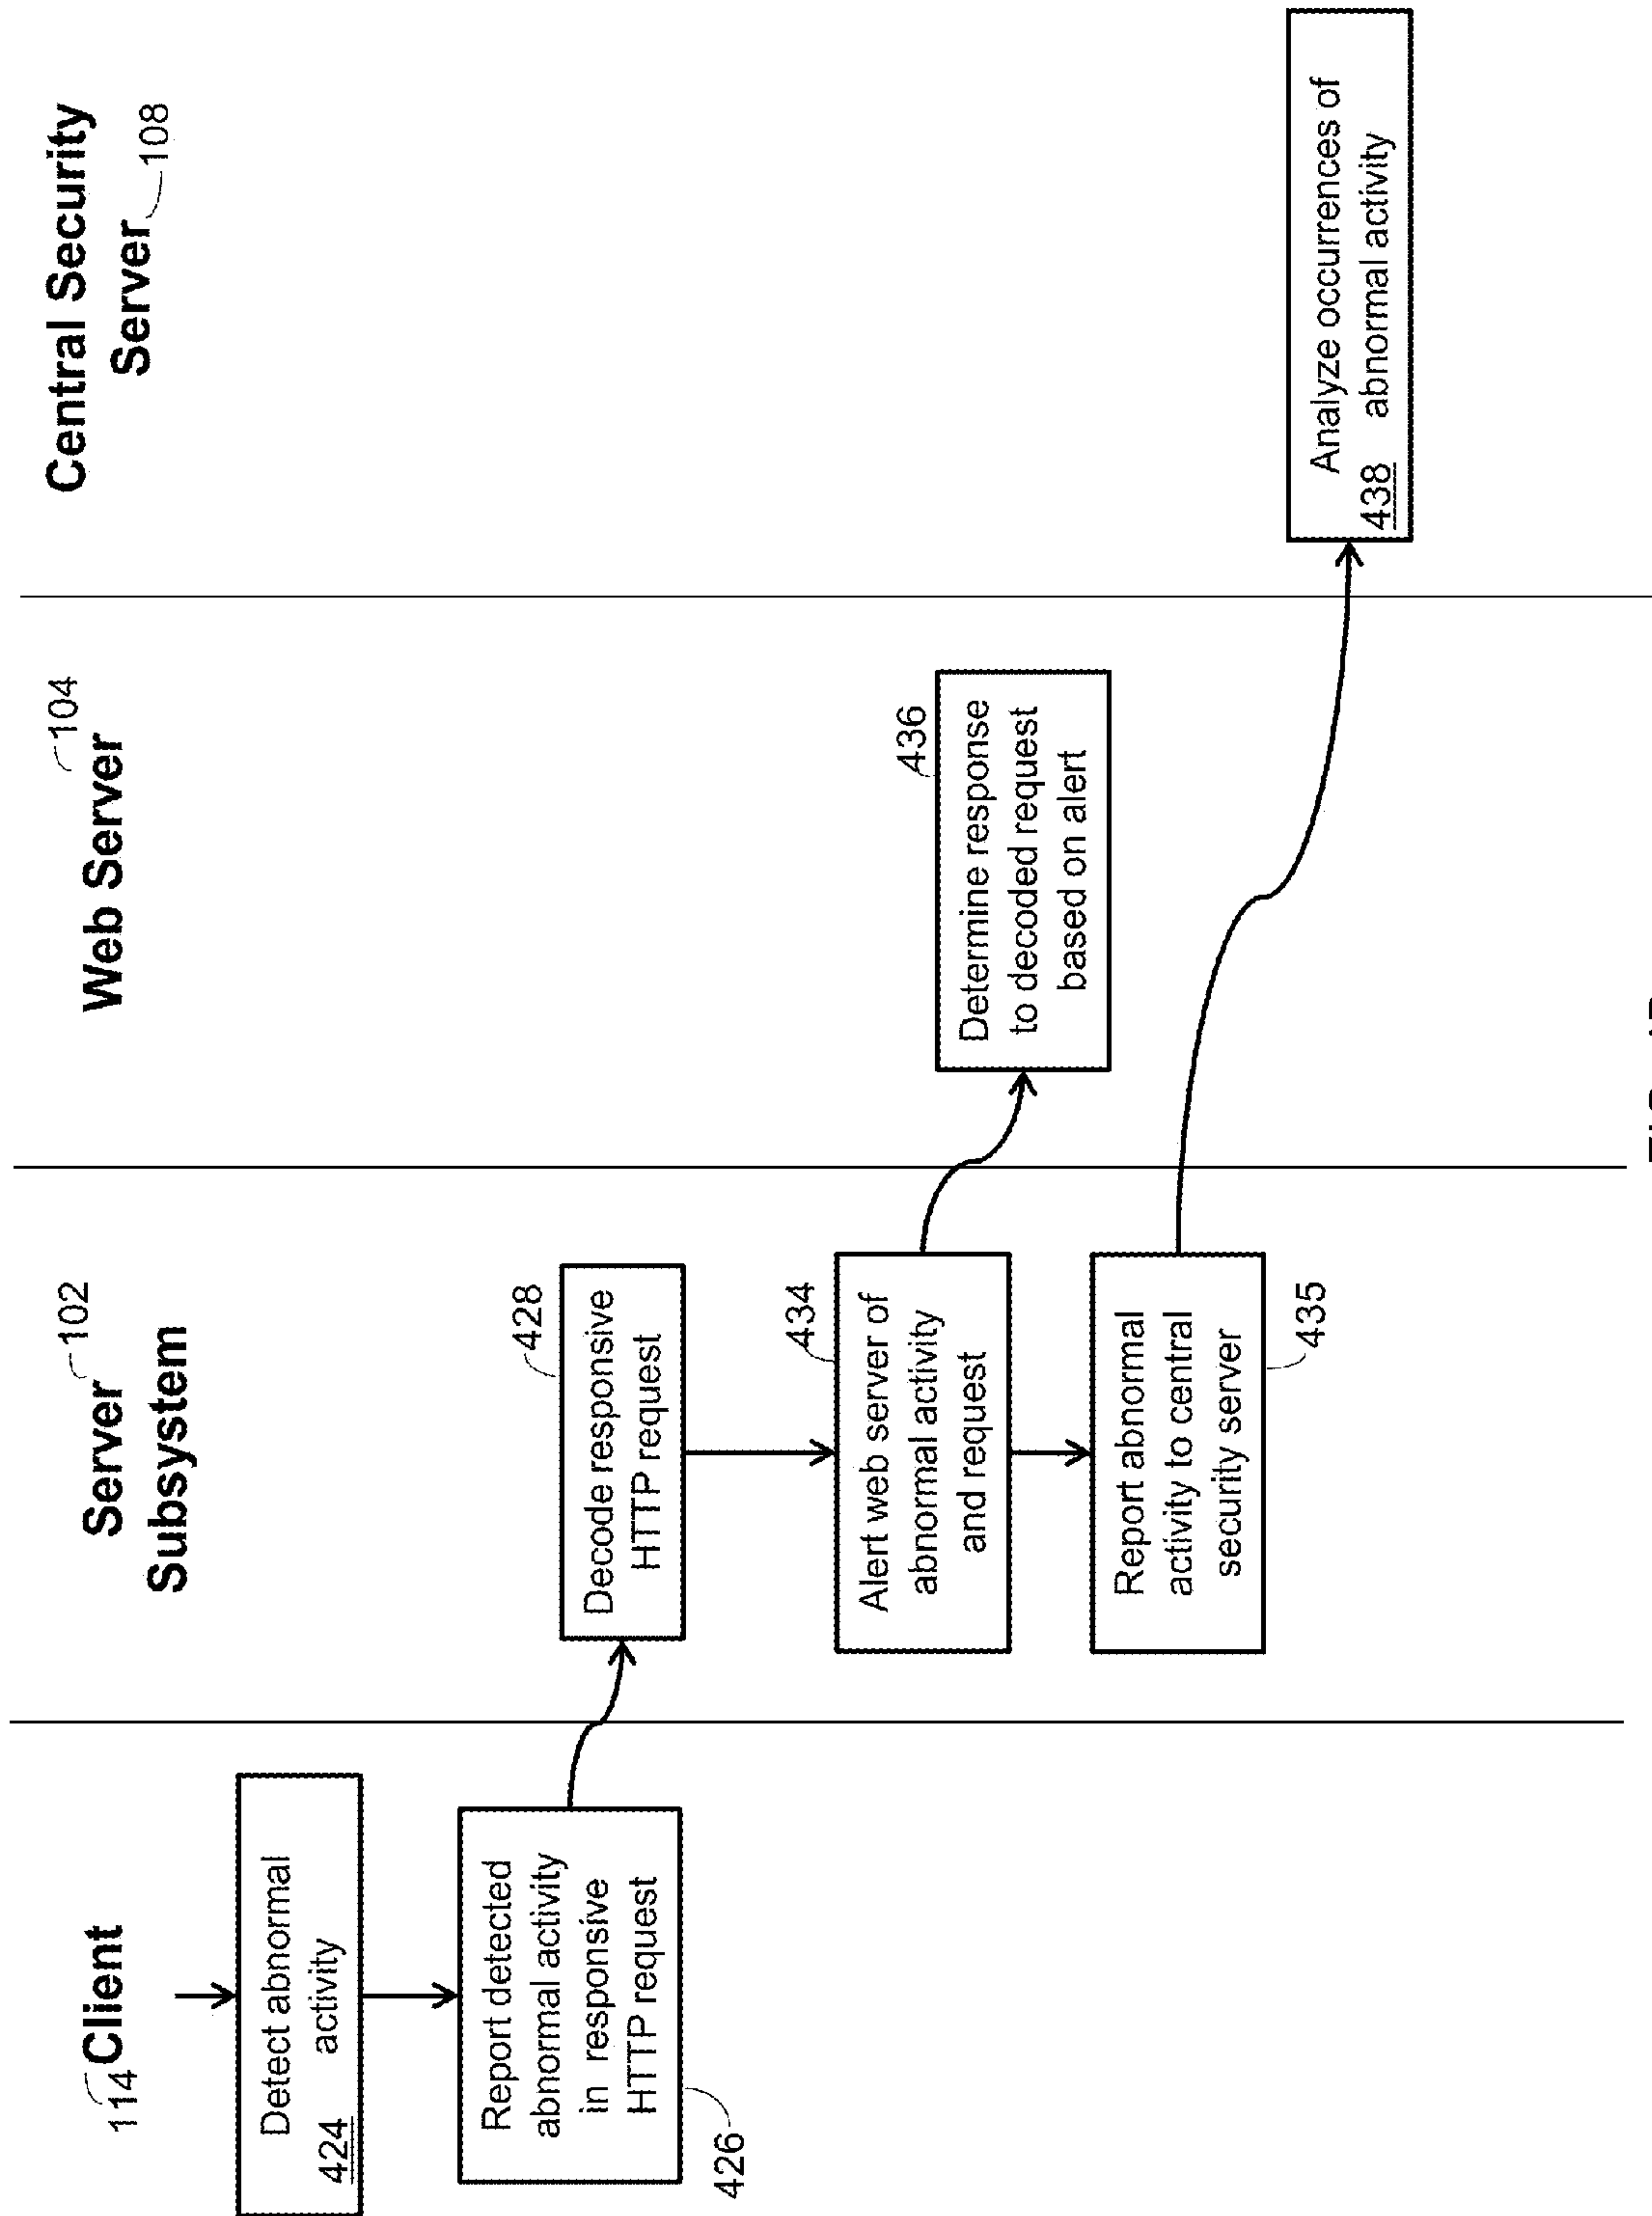 114 Client
Server 102
Subsystem
Web Server 104
Central Security
Server 108
Detect abnormal
424 activity
Report detected
abnormal activity
in responsive
HTTP request
426
428
Decode responsive
HTTP request
434
Alert web server of
abnormal activity
and request
Report abnormal
activity to central
security server
435
436
Determine response
to decoded request
based on alert
Analyze occurrences of
438 abnormal activity